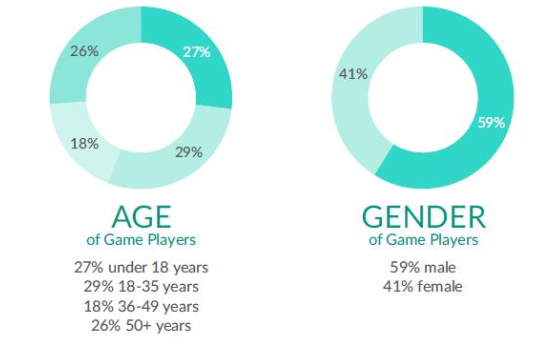 26%
27%
18%
29%
AGE
of Game Players
27% under 18 years
29% 18-35 years
18% 36-49 years
26% 50+ years
41%
59%
GENDER
of Game Players
59% male
41% female